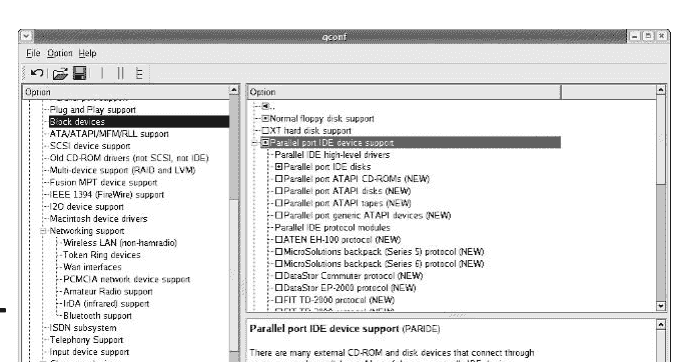 qconf
File Option Help
Option
Plug and Play support
Block devices
ATA/ATAPI/MFM/RLL support
SCSI device support
Old CD-ROM drivers (not SCSI, not IDE)
Multi-device support (RAID and LVM)
Fusion MPT device support
IEEE 1394 (FireWire) support
I2O device support
Macintosh device drivers
Networking support
Wireless LAN (non-hamradio)
Token Ring devices
Wan interfaces
PCMCIA network device support
Amateur Radio support
IrDA (infrared) support
Bluetooth support
ISDN subsystem
Telephony Support
Input device support
Option
..
Normal floppy disk support
XT hard disk support
Parallel port IDE device support
Parallel IDE high-level drivers
Parallel port IDE disks
Parallel port ATAPI CD-ROMs (NEW)
Parallel port ATAPI disks (NEW)
Parallel port ATAPI tapes (NEW)
Parallel port generic ATAPI devices (NEW)
Parallel IDE protocol modules
ATEN EH-100 protocol (NEW)
MicroSolutions backpack (Series 5) protocol (NEW)
MicroSolutions backpack (Series 6) protocol (NEW)
DataStor Commuter protocol (NEW)
DataStor EP-2000 protocol (NEW)
FIT TD-2000 protocol (NEW)
Parallel port IDE device support (PARIDE)
There are many external CD-ROM and disk devices that connect through